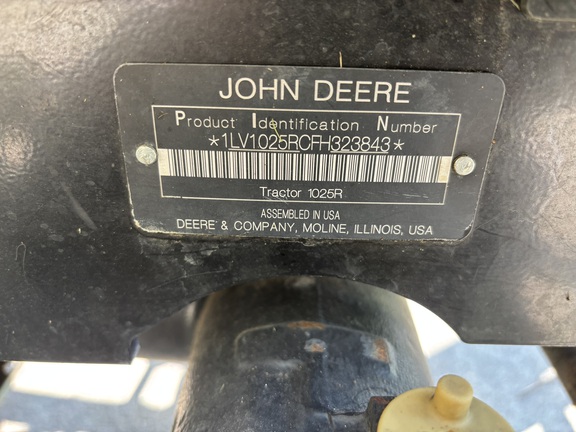 JOHN DEERE
Product Identification Number
*1LV1025RCFH323843*
Tractor 1025R
ASSEMBLED IN USA
DEERE & COMPANY, MOLINE, ILLINOIS, USA